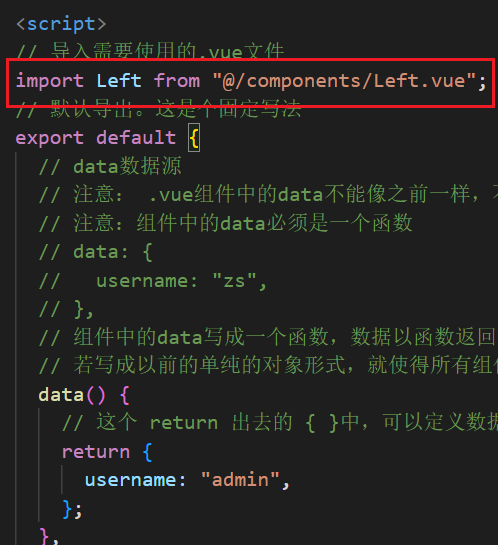 <script>
// 导入需要使用的.vue文件
import Left from "@/components/Left.vue";
// 默认导出。这是个固定写法
export default {
// data数据源
// 注意： .vue组件中的data不能像之前一样，
// 注意：组件中的data必须是一个函数
// data: {
//   username: "zs",
// },
// 组件中的data写成一个函数，数据以函数返回
// 若写成以前的单纯的对象形式，就使得所有组
data() {
// 这个 return 出去的 { }中，可以定义数据
return {
username: "admin",
};
},